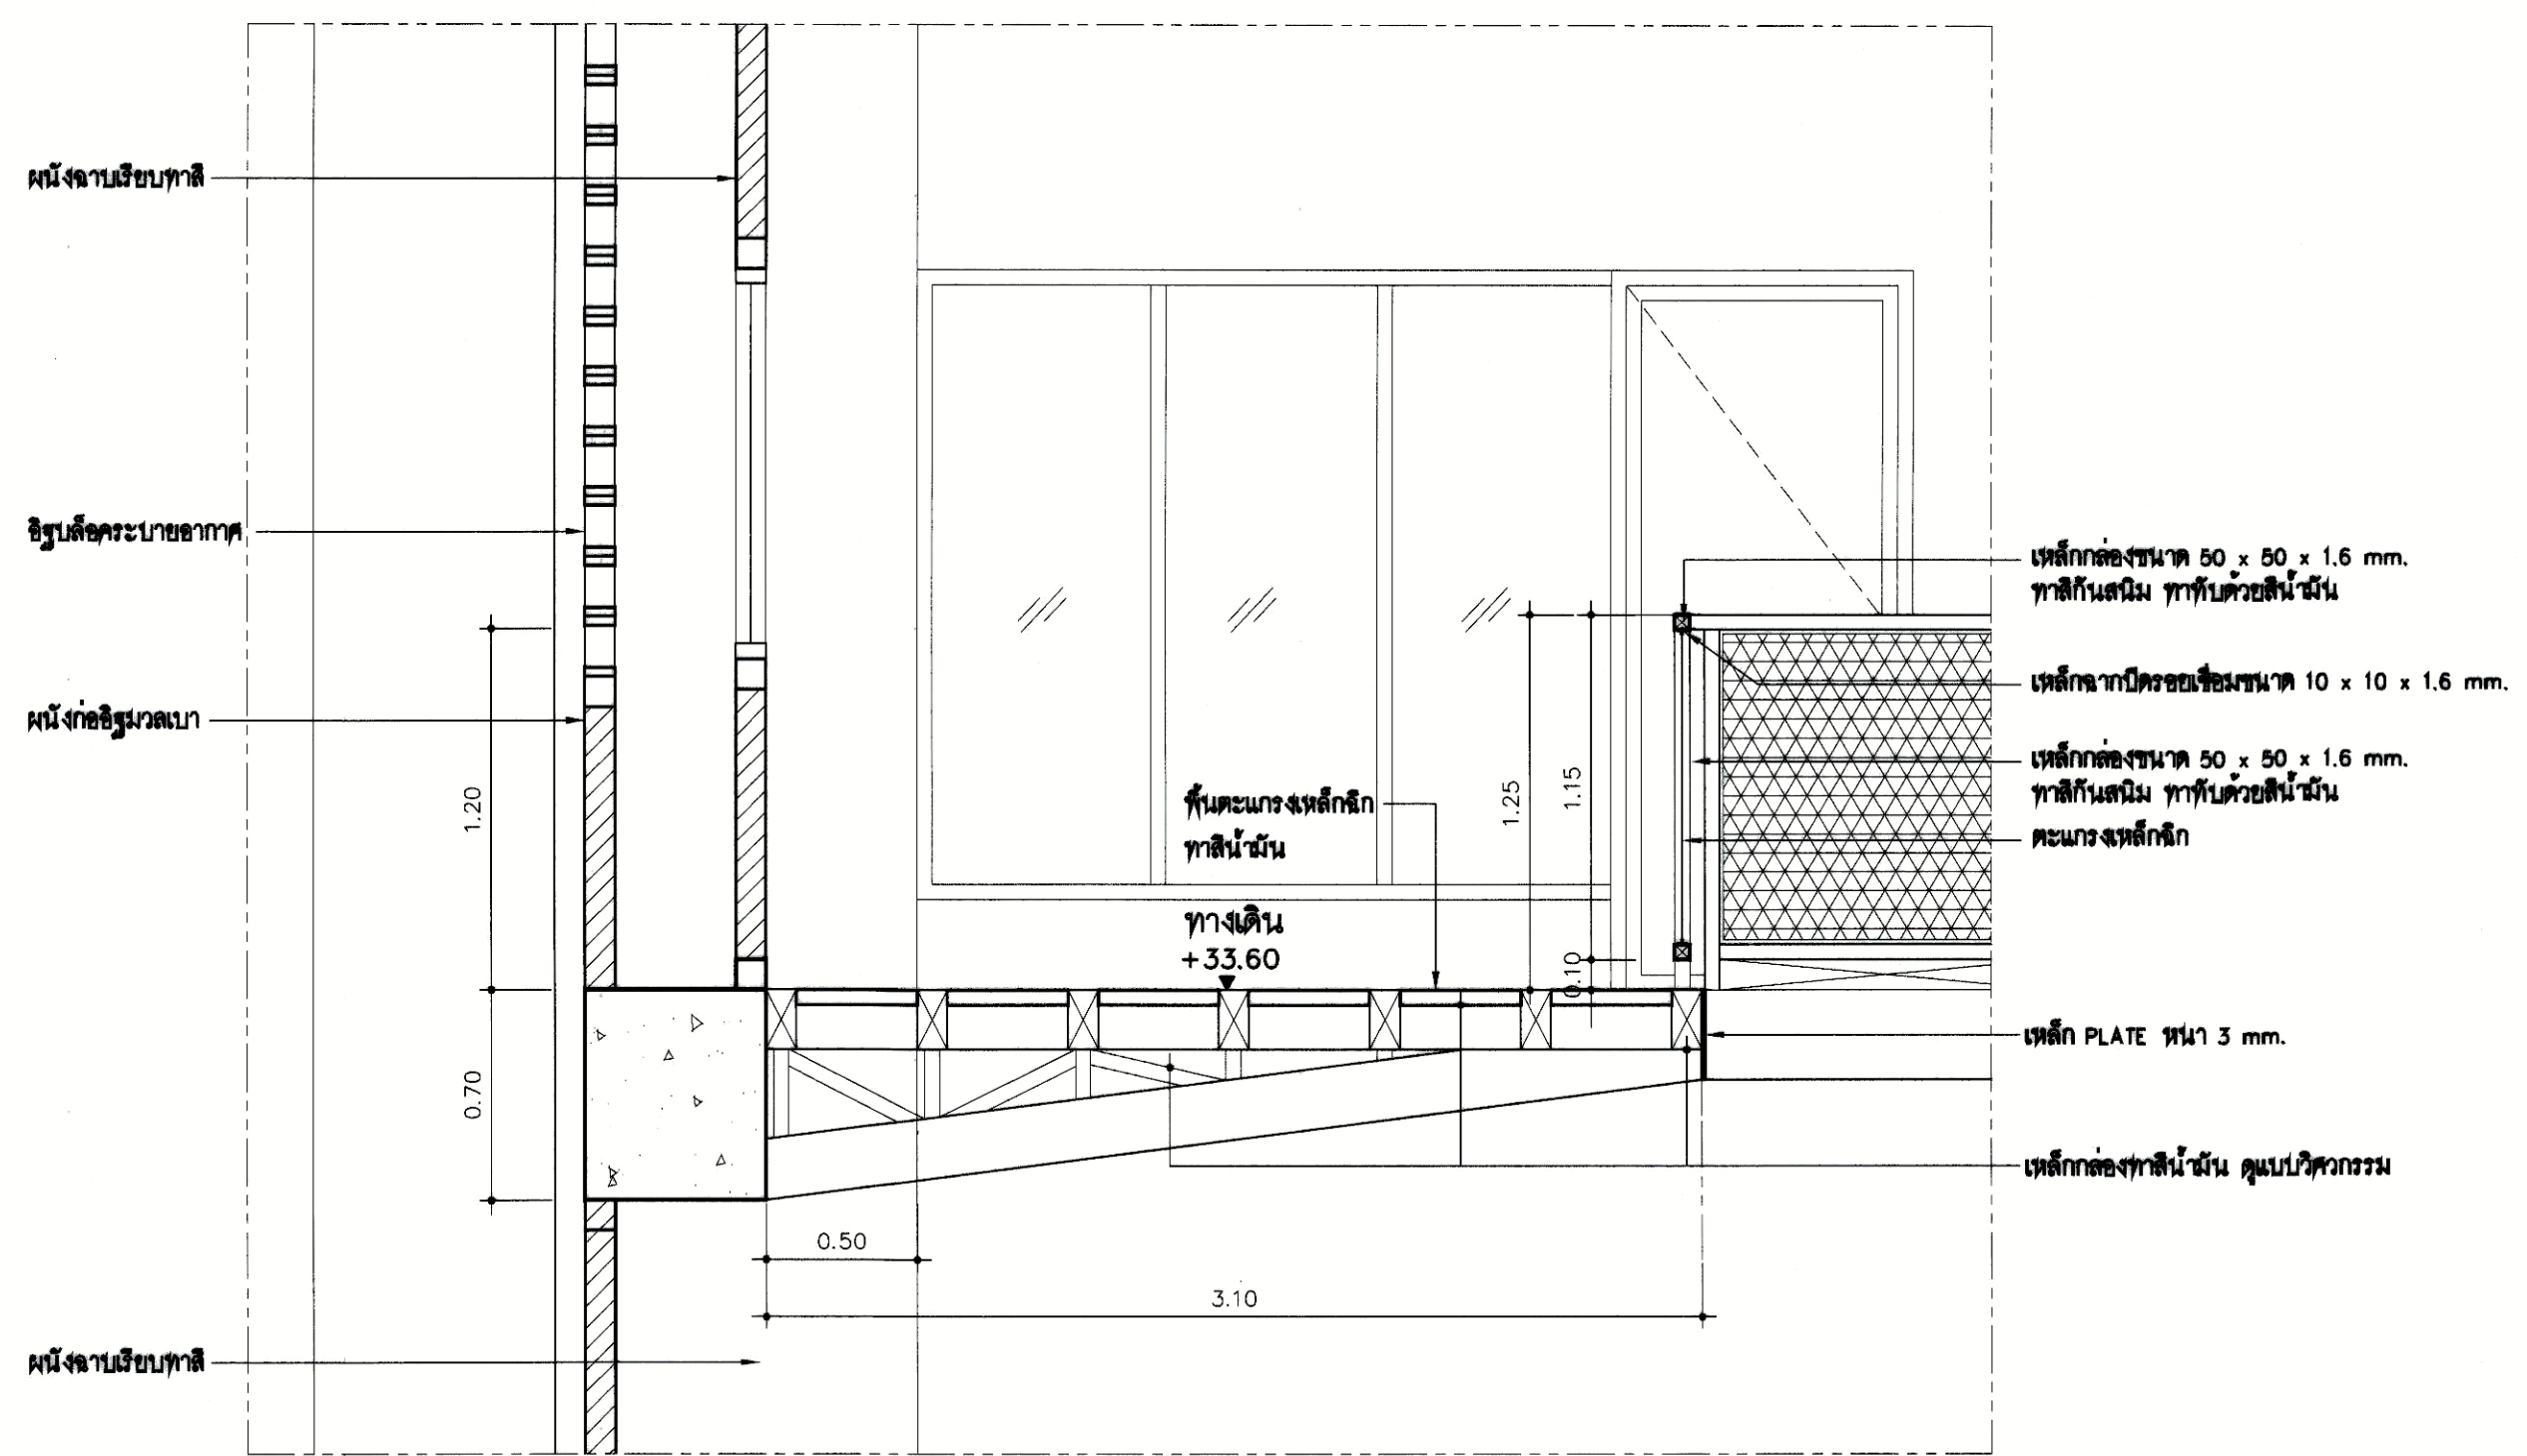 ผนังฉาบเรียบทาสี
อิฐบล็อคระบายอากาศ
ผนังก่ออิฐมวลเบา
1.20
0.70
ผนังฉาบเรียบทาสี
พื้นตะแกรงเหล็กฉีก
ทาสีน้ำมัน
ทางเดิน
+33.60
1.25
1.15
0.10
0.50
3.10
เหล็กกล่องขนาด 50 x 50 x 1.6 mm.
ทาสีกันสนิม ทาทับด้วยสีน้ำมัน
เหล็กฉากปิดรอยเชื่อมขนาด 10 x 10 x 1.6 mm.
เหล็กกล่องขนาด 50 x 50 x 1.6 mm.
ทาสีกันสนิม ทาทับด้วยสีน้ำมัน
ตะแกรงเหล็กฉีก
เหล็ก PLATE หนา 3 mm.
เหล็กกล่องทาสีน้ำมัน ดูแบบวิศวกรรม